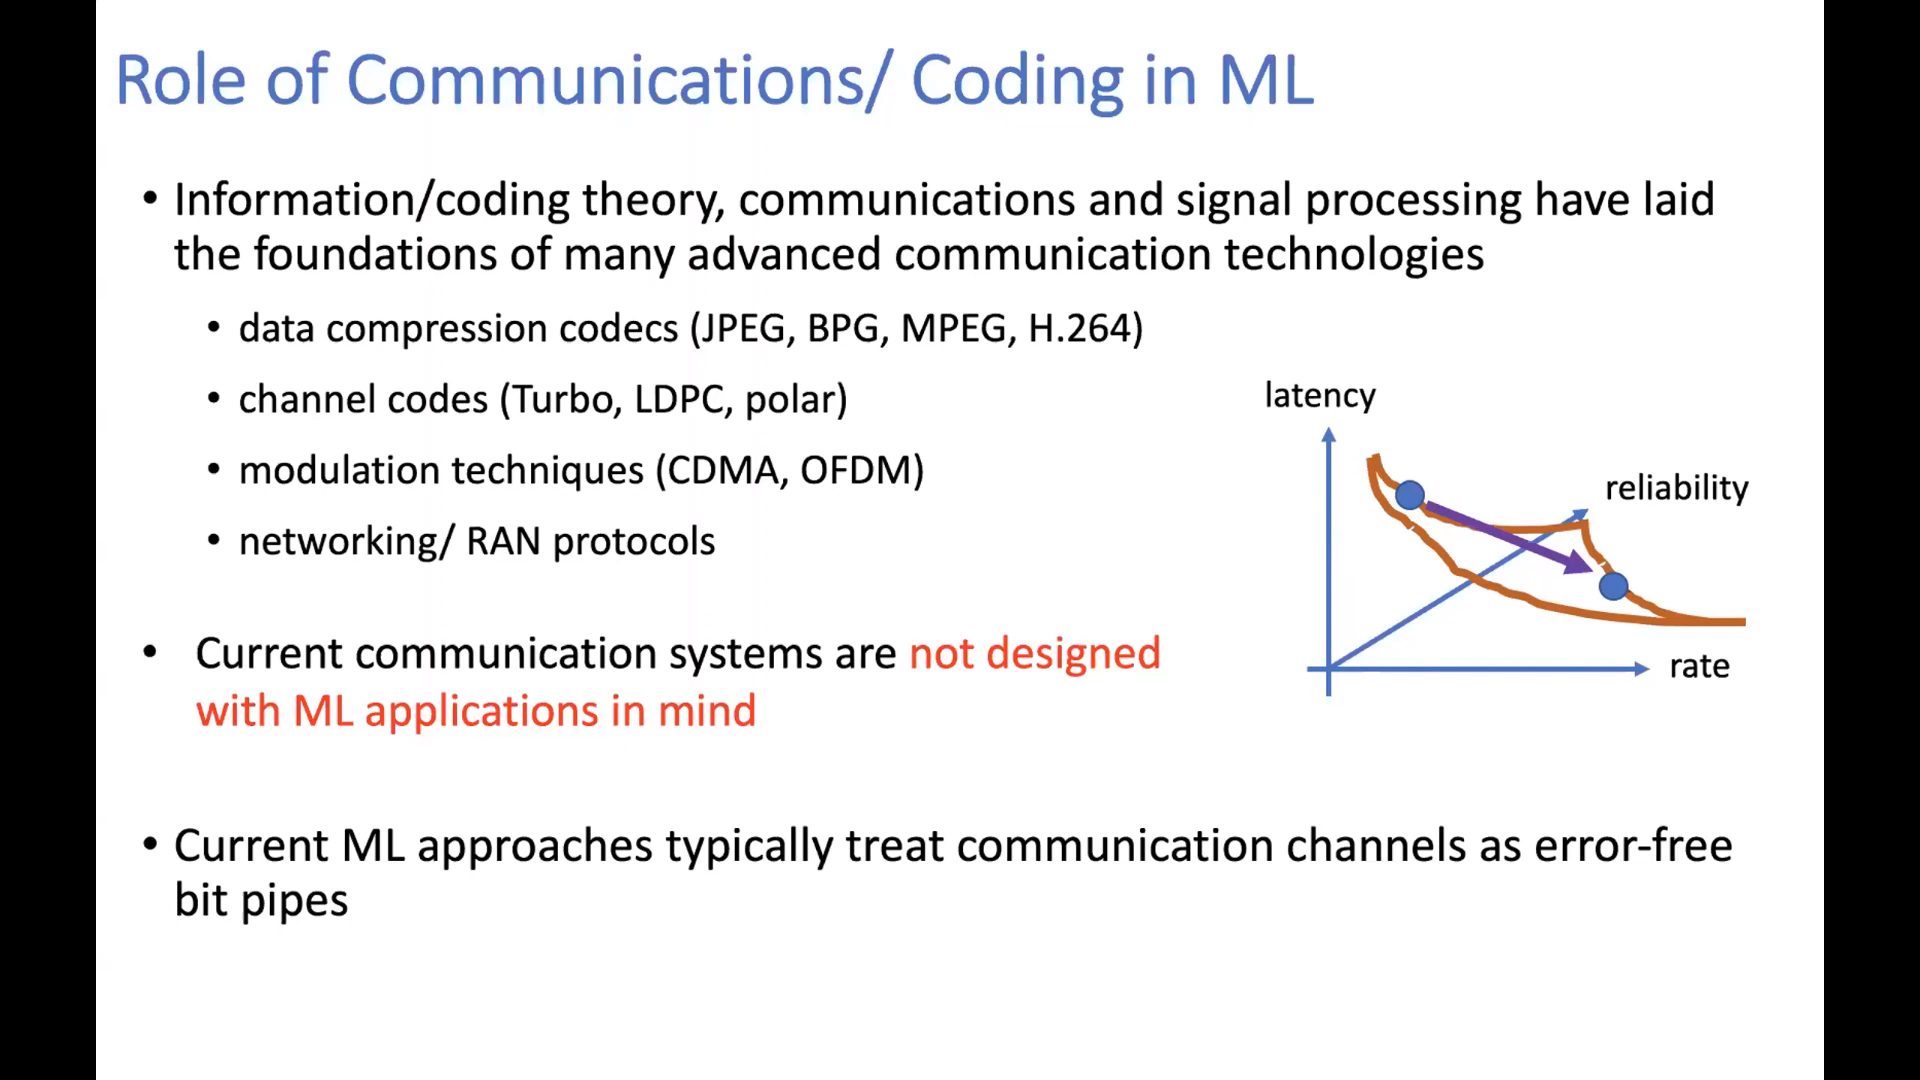 Role of Communications/ Coding in ML
• Information/coding theory, communications and signal processing have laid
the foundations of many advanced communication technologies
• data compression codecs (JPEG, BPG, MPEG, H.264)
• channel codes (Turbo, LDPC, polar)
• modulation techniques (CDMA, OFDM)
• networking/ RAN protocols
latency
reliability
rate
• Current communication systems are not designed
with ML applications in mind
• Current ML approaches typically treat communication channels as error-free
bit pipes